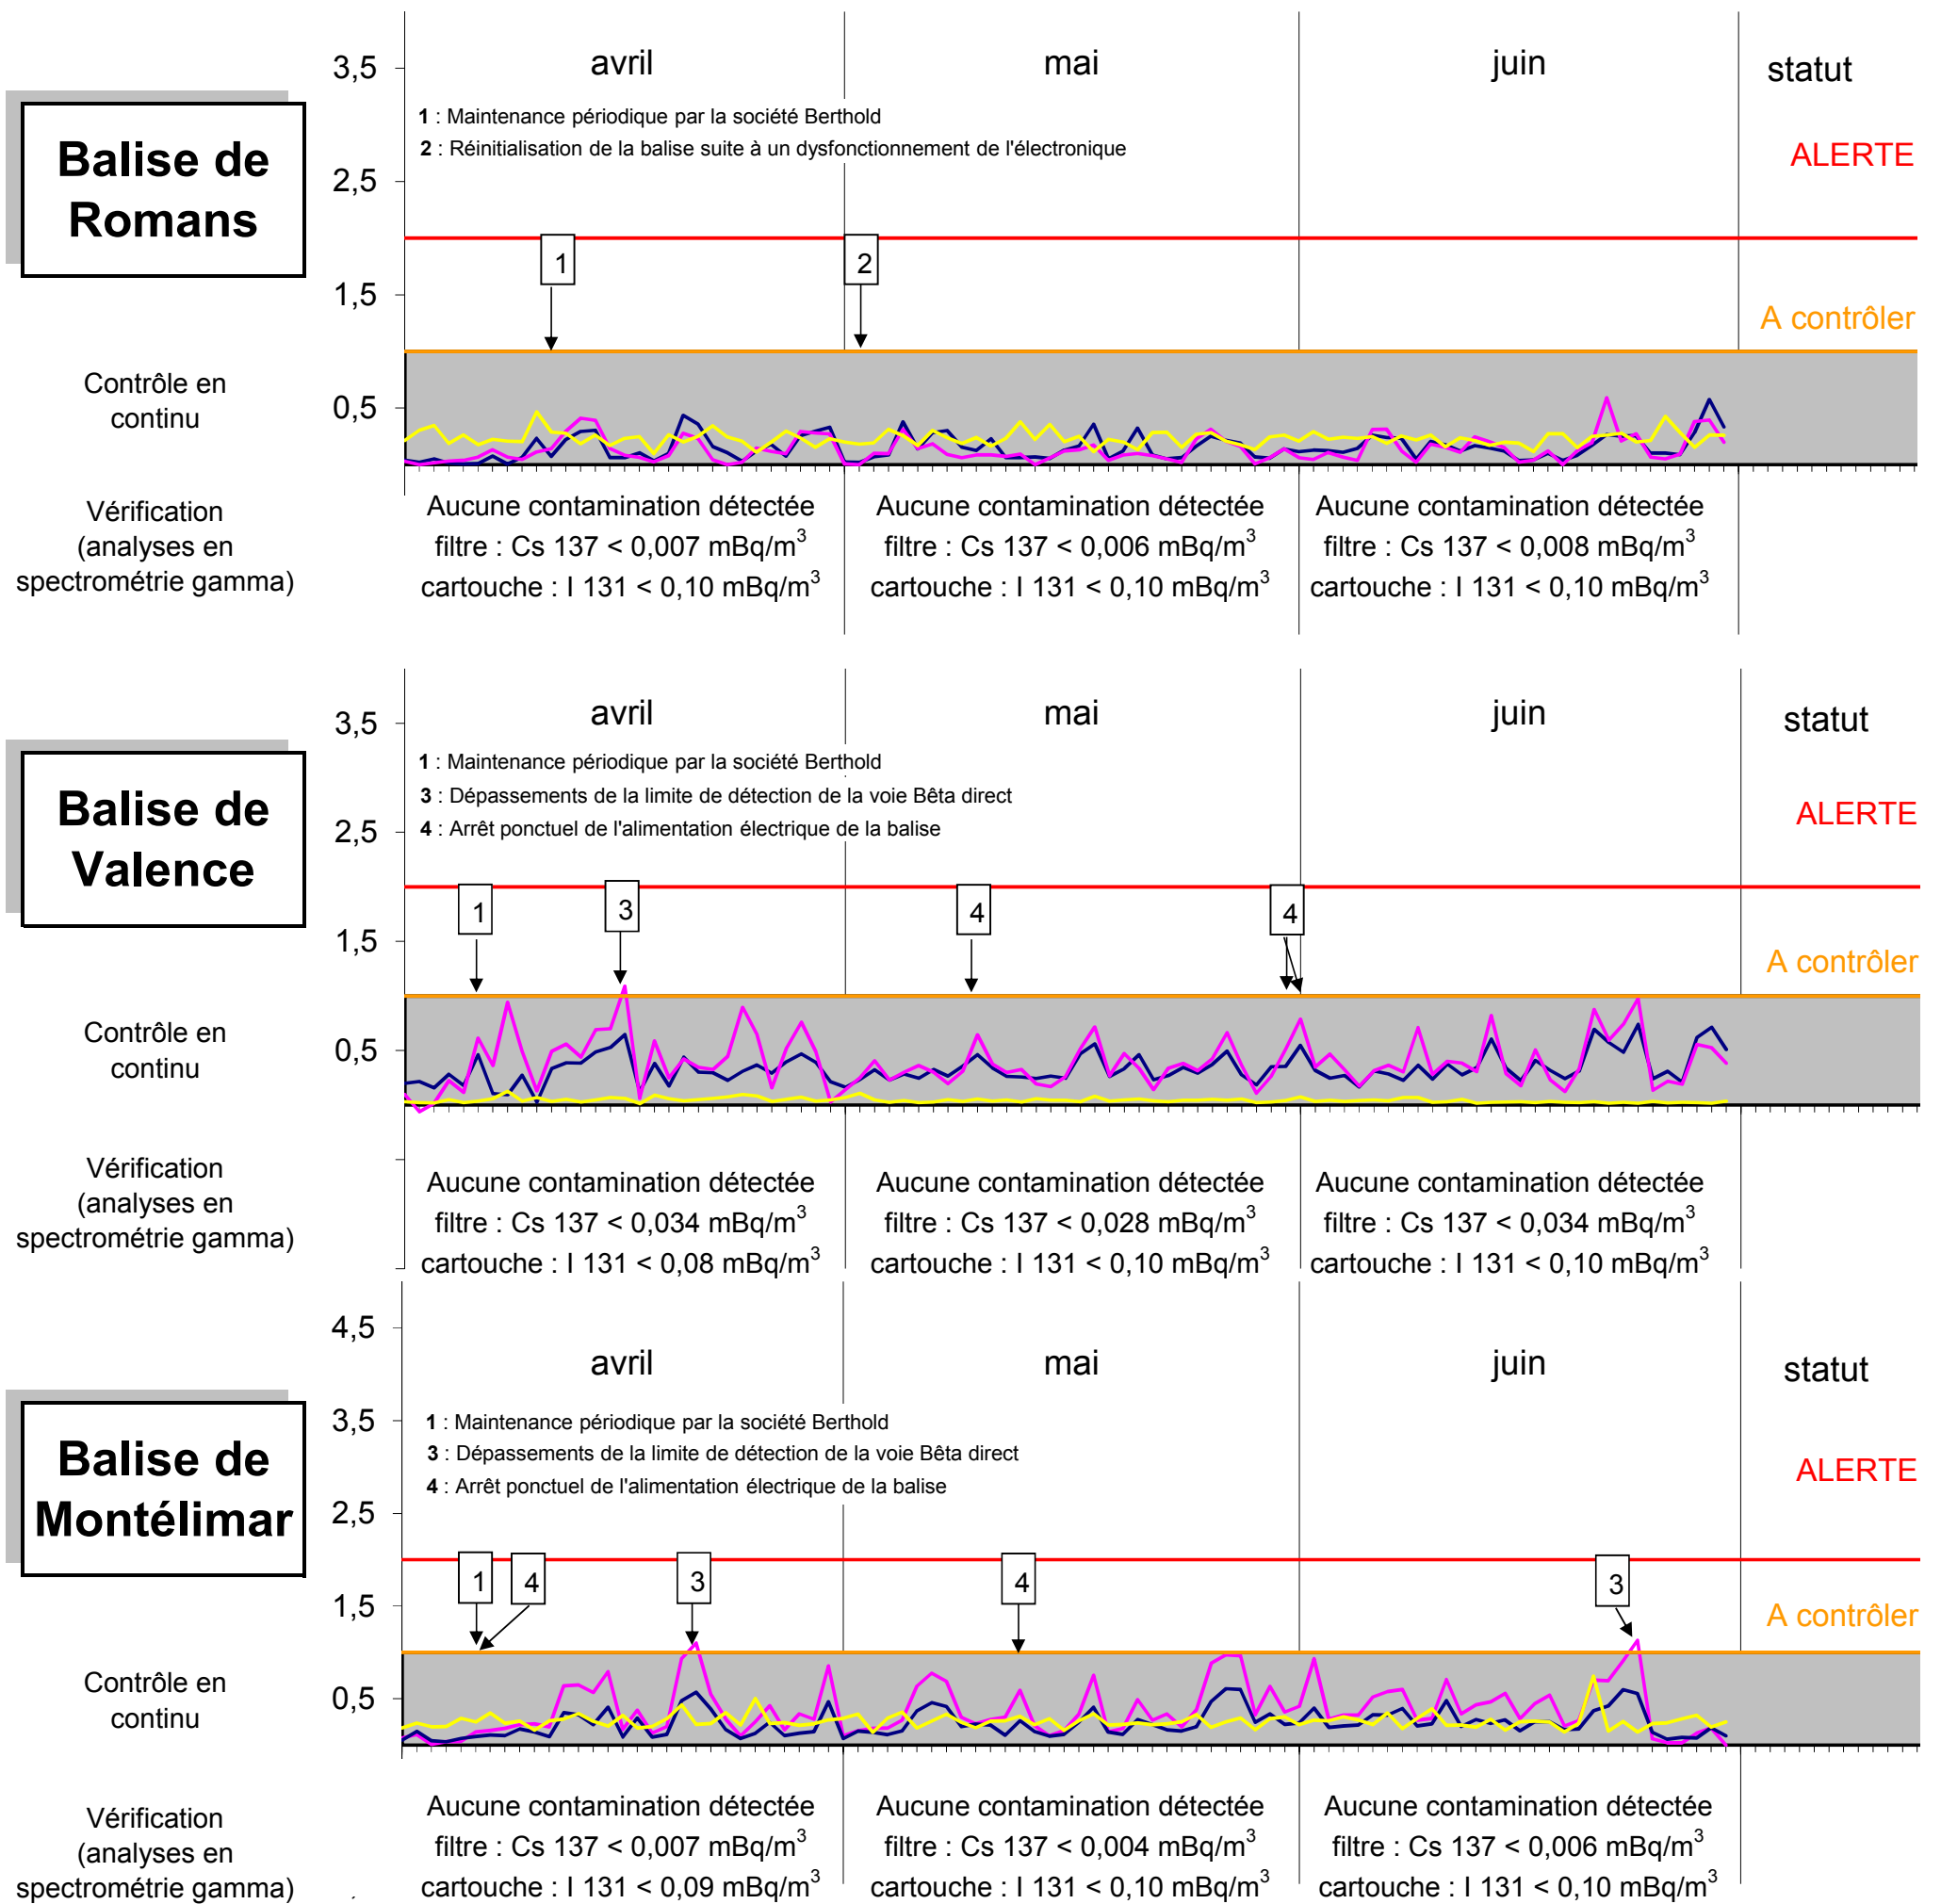 avril mai juin statut
3,5
1 : Maintenance périodique par la société Berthold
2 : Réinitialisation de la balise suite à un dysfonctionnement de l'électronique
Balise de
Romans
ALERTE
2,5
1 2
1,5
A contrôler
Contrôle en
continu
0,5
Vérification
(analyses en
spectrométrie gamma)
Aucune contamination détectée
filtre : Cs 137 < 0,007 mBq/m³
cartouche : I 131 < 0,10 mBq/m³
Aucune contamination détectée
filtre : Cs 137 < 0,006 mBq/m³
cartouche : I 131 < 0,10 mBq/m³
Aucune contamination détectée
filtre : Cs 137 < 0,008 mBq/m³
cartouche : I 131 < 0,10 mBq/m³
avril mai juin statut
3,5
1 : Maintenance périodique par la société Berthold
3 : Dépassements de la limite de détection de la voie Bêta direct
4 : Arrêt ponctuel de l'alimentation électrique de la balise
Balise de
Valence
ALERTE
2,5
1 3 4 4
1,5
A contrôler
Contrôle en
continu
0,5
Vérification
(analyses en
spectrométrie gamma)
Aucune contamination détectée
filtre : Cs 137 < 0,034 mBq/m³
cartouche : I 131 < 0,08 mBq/m³
Aucune contamination détectée
filtre : Cs 137 < 0,028 mBq/m³
cartouche : I 131 < 0,10 mBq/m³
Aucune contamination détectée
filtre : Cs 137 < 0,034 mBq/m³
cartouche : I 131 < 0,10 mBq/m³
4,5
avril mai juin statut
3,5
1 : Maintenance périodique par la société Berthold
3 : Dépassements de la limite de détection de la voie Bêta direct
4 : Arrêt ponctuel de l'alimentation électrique de la balise
Balise de
Montélimar
ALERTE
2,5
1 4 3 4 3
1,5
A contrôler
Contrôle en
continu
0,5
Vérification
(analyses en
spectrométrie gamma)
Aucune contamination détectée
filtre : Cs 137 < 0,007 mBq/m³
cartouche : I 131 < 0,09 mBq/m³
Aucune contamination détectée
filtre : Cs 137 < 0,004 mBq/m³
cartouche : I 131 < 0,10 mBq/m³
Aucune contamination détectée
filtre : Cs 137 < 0,006 mBq/m³
cartouche : I 131 < 0,10 mBq/m³